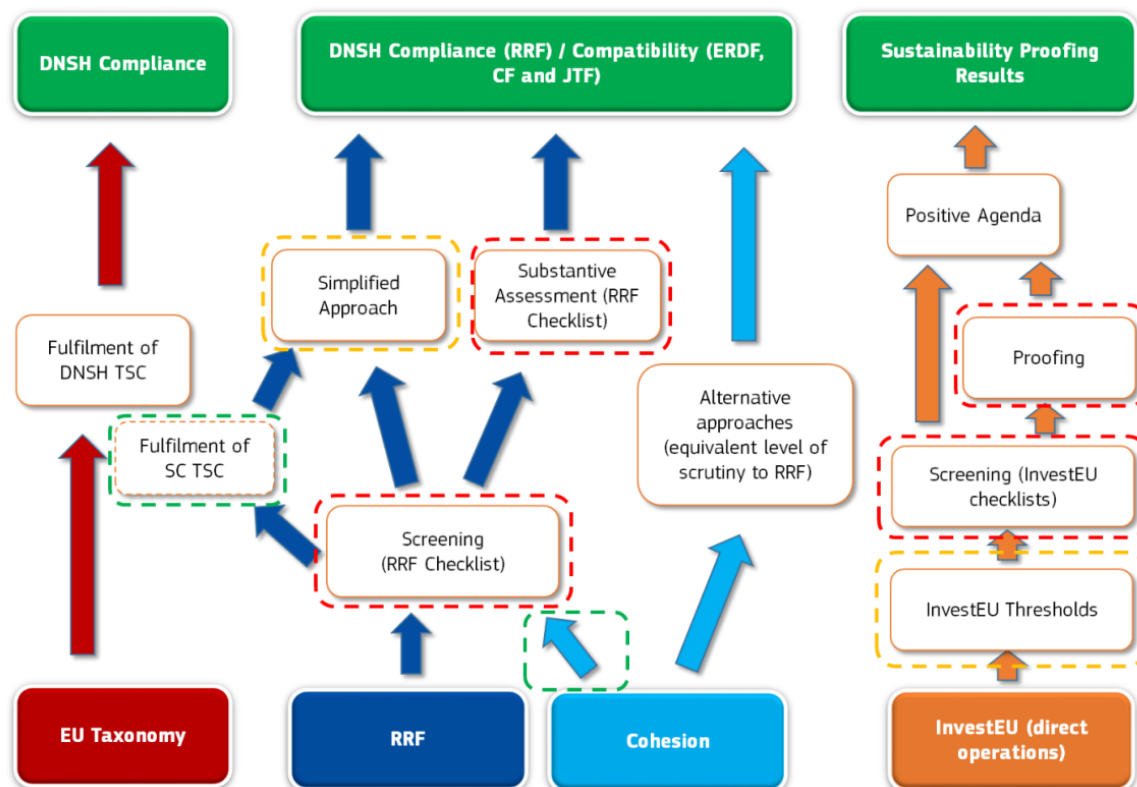 DNSH Compliance
DNSH Compliance (RRF) / Compatibility (ERDF,
CF and JTF)
Sustainability Proofing
Results
Positive Agenda
Simplified
Approach
Substantive
Assessment (RRF
Checklist)
Fulfilment of
DNSH TSC
Proofing
Alternative
approaches
(equivalent level of
scrutiny to RRF)
Fulfilment of
SC TSC
Screening (InvestEU
checklists)
Screening
(RRF Checklist)
InvestEU Thresholds
EU Taxonomy
RRF
Cohesion
InvestEU (direct
operations)